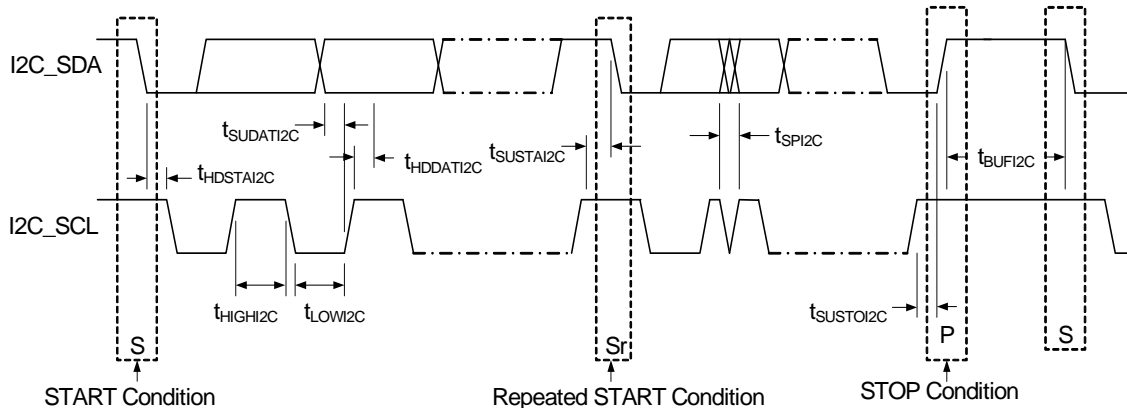 I2C_SDA
tSUDATI2C
tHDSTAI2C
tHDDATI2C
tSUSTAI2C
tSPI2C
tBUFI2C
I2C_SCL
tHIGHI2C
tLOWI2C
tSUSTOI2C
S
Sr
P
S
START Condition
Repeated START Condition
STOP Condition